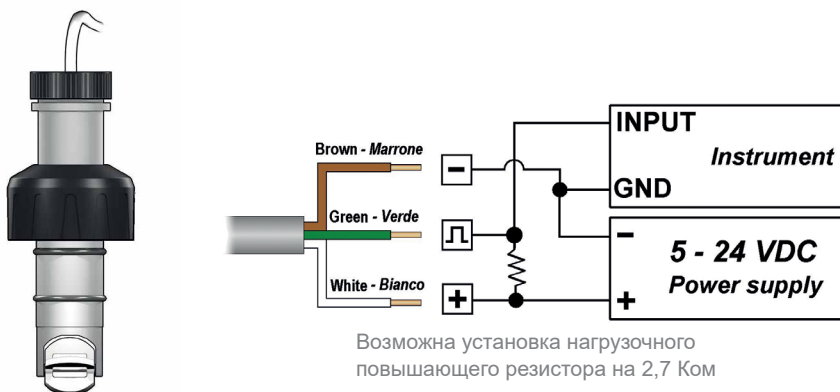 INPUT
Brown - Marrone
Instrument
-
GND
Green - Verde
-
5 - 24 VDC
Power supply
White - Bianco
+
+
Возможна установка нагрузочного
повышающего резистора на 2,7 Ком